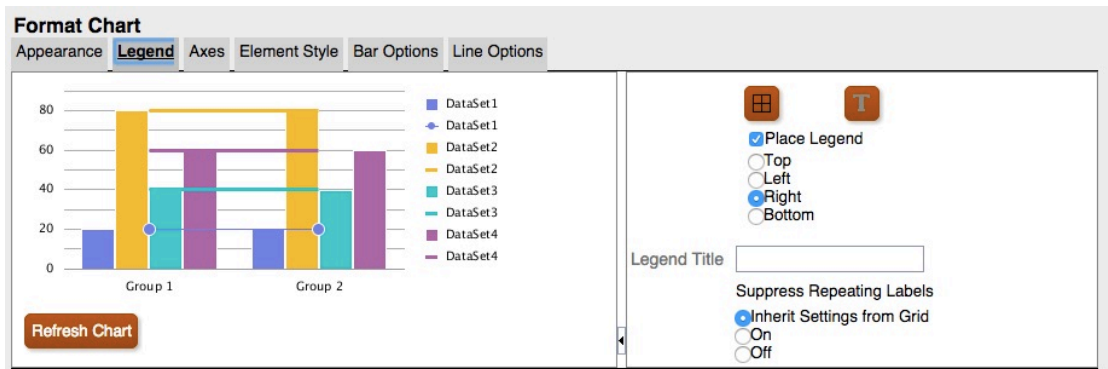 Format Chart
Appearance Legend Axes Element Style Bar Options Line Options
80
60
40
20
0
Group 1 Group 2
DataSet1
DataSet1
DataSet2
DataSet2
DataSet3
DataSet3
DataSet4
DataSet4
Refresh Chart
T
Place Legend
Top
Left
Right
Bottom
Legend Title
Suppress Repeating Labels
Inherit Settings from Grid
On
Off